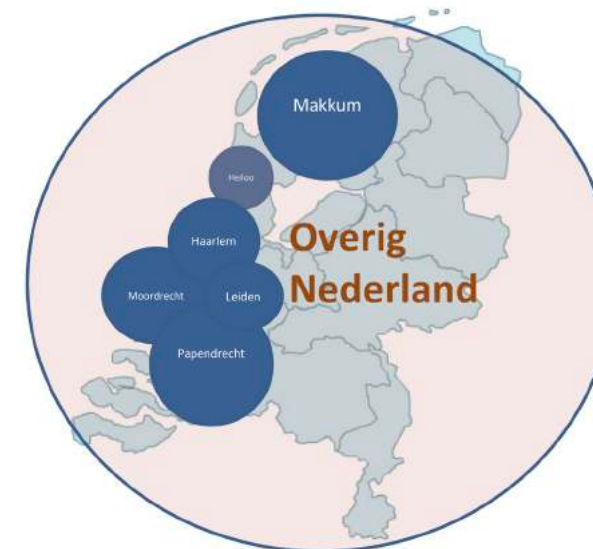 Makkum
Heiloo
Haarlem
Overig
Nederland
Moordrecht
Leiden
Papendrecht